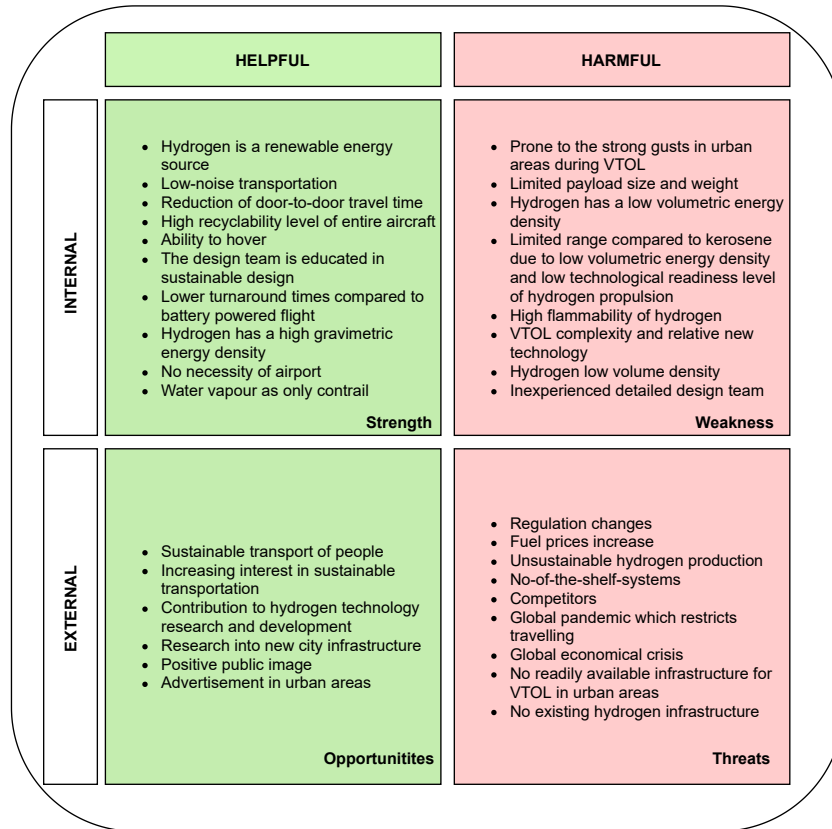 HELPFUL
HARMFUL
INTERNAL
• Hydrogen is a renewable energy
source
• Low-noise transportation
• Reduction of door-to-door travel time
• High recyclability level of entire aircraft
• Ability to hover
• The design team is educated in
sustainable design
• Lower turnaround times compared to
battery powered flight
• Hydrogen has a high gravimetric
energy density
• No necessity of airport
• Water vapour as only contrail
Strength
• Prone to the strong gusts in urban
areas during VTOL
• Limited payload size and weight
• Hydrogen has a low volumetric energy
density
• Limited range compared to kerosene
due to low volumetric energy density
and low technological readiness level
of hydrogen propulsion
• High flammability of hydrogen
• VTOL complexity and relative new
technology
• Hydrogen low volume density
• Inexperienced detailed design team
Weakness
EXTERNAL
• Sustainable transport of people
• Increasing interest in sustainable
transportation
• Contribution to hydrogen technology
research and development
• Research into new city infrastructure
• Positive public image
• Advertisement in urban areas
Opportunitites
• Regulation changes
• Fuel prices increase
• Unsustainable hydrogen production
• No-of-the-shelf-systems
• Competitors
• Global pandemic which restricts
travelling
• Global economical crisis
• No readily available infrastructure for
VTOL in urban areas
• No existing hydrogen infrastructure
Threats